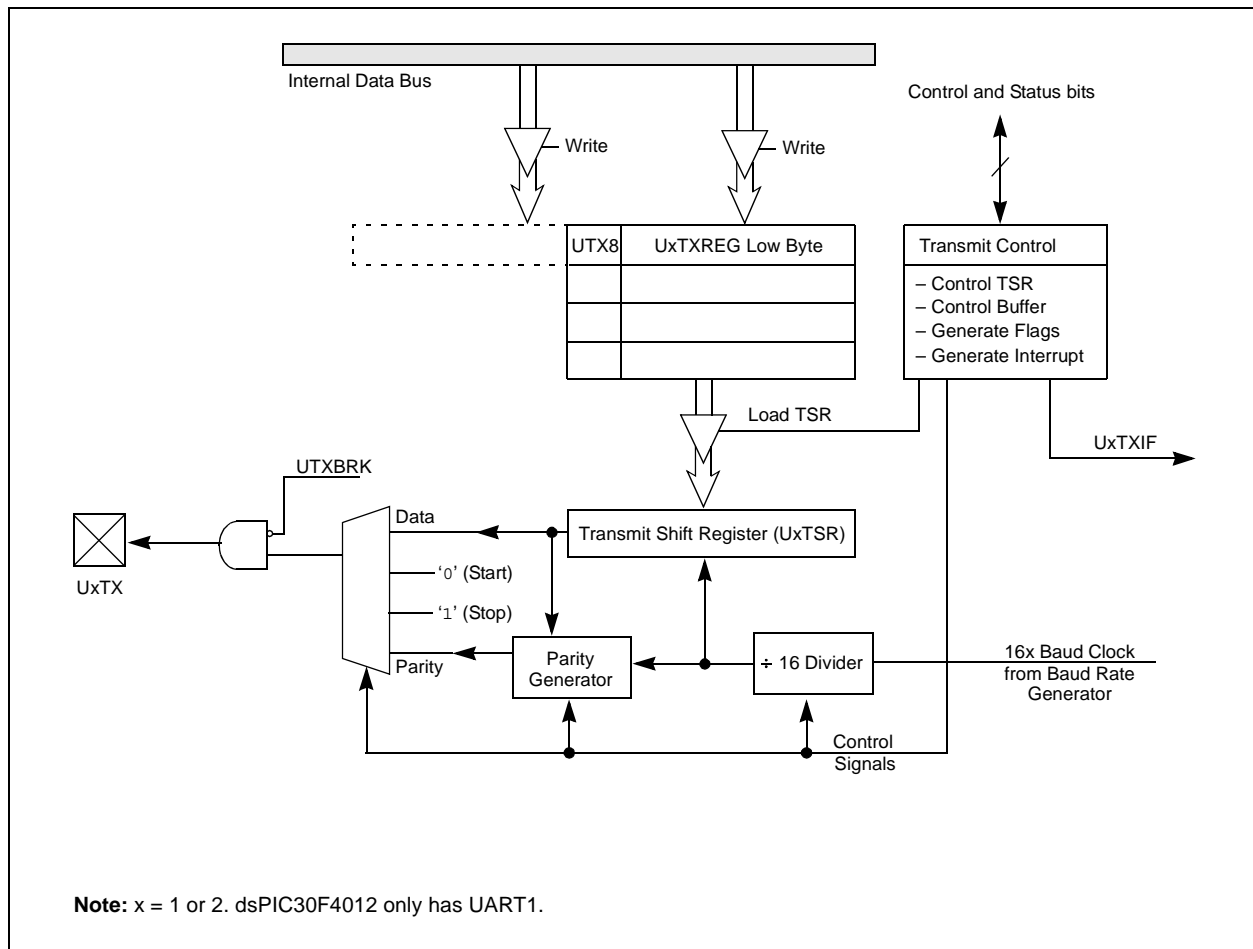 Internal Data Bus
Control and Status bits
Write
Write
UTX8
UxTXREG Low Byte
Transmit Control
– Control TSR
– Control Buffer
– Generate Flags
– Generate Interrupt
Load TSR
UxTXIF
UTXBRK
Data
Transmit Shift Register (UxTSR)
UxTX
‘0’ (Start)
‘1’ (Stop)
Parity
Parity
Generator
÷ 16 Divider
16x Baud Clock
from Baud Rate
Generator
Control
Signals
Note: x = 1 or 2. dsPIC30F4012 only has UART1.